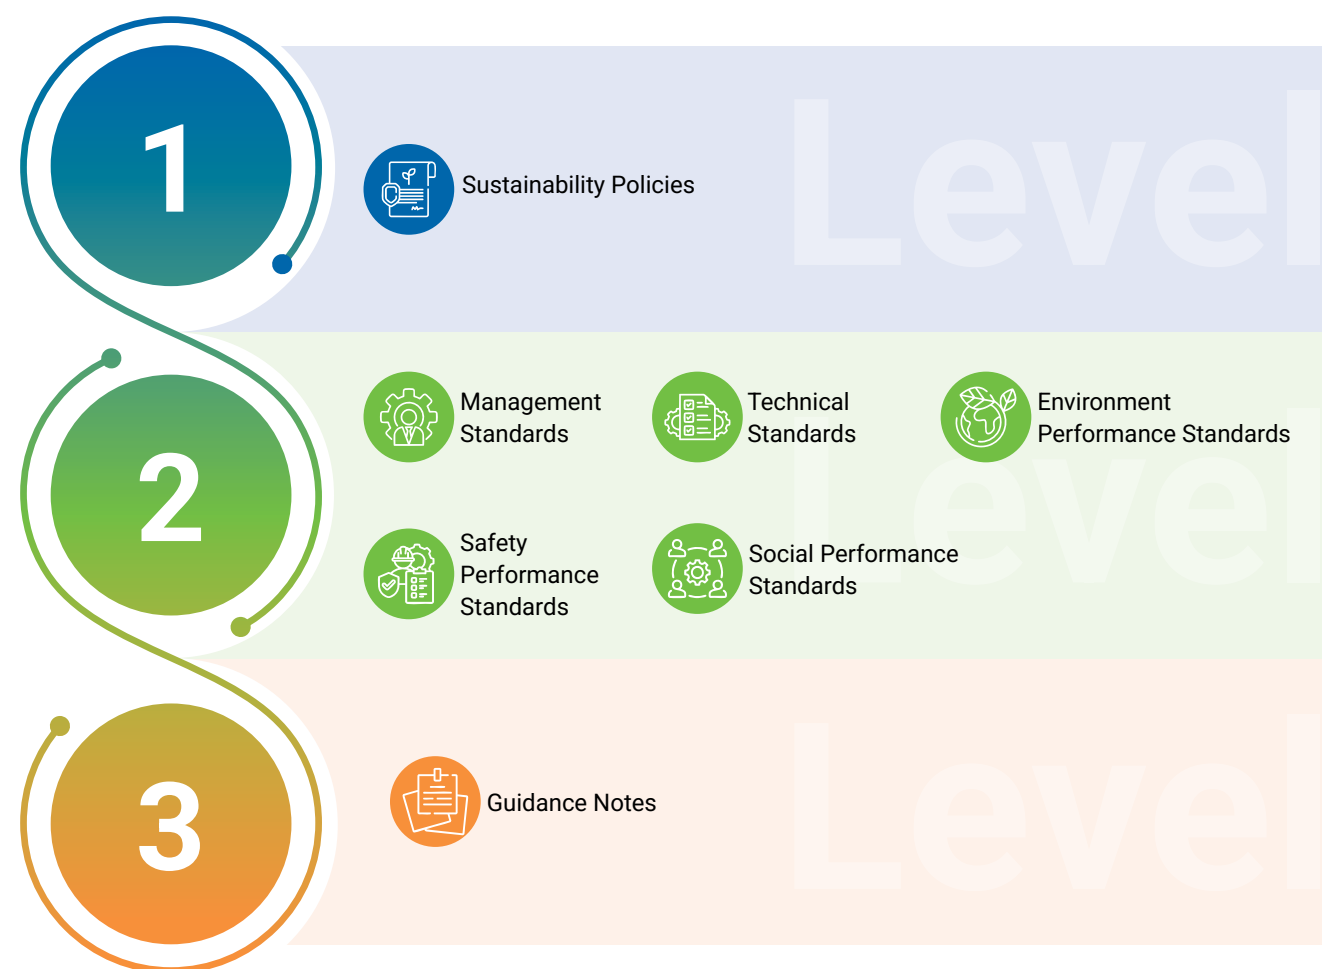 1
Level
Sustainability Policies
2
Level
Management
Standards
Technical
Standards
Environment
Performance Standards
Safety
Performance
Standards
Social Performance
Standards
3
Level
Guidance Notes